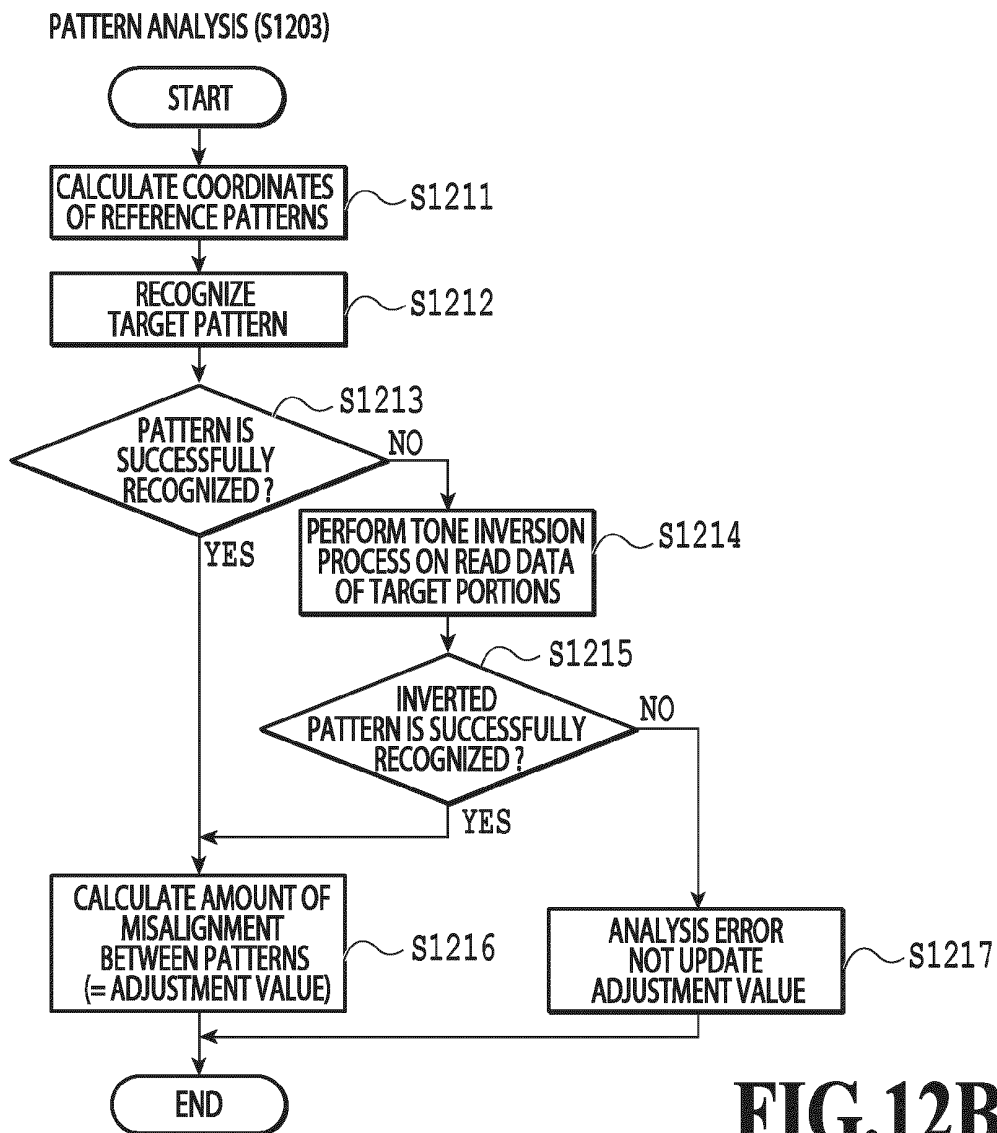 PATTERN ANALYSIS (S1203)
START
CALCULATE COORDINATES
OF REFERENCE PATTERNS
S1211
RECOGNIZE
TARGET PATTERN
S1212
S1213
PATTERN IS
SUCCESSFULLY
RECOGNIZED ?
NO
YES
PERFORM TONE INVERSION
PROCESS ON READ DATA
OF TARGET PORTIONS
S1214
S1215
INVERTED
PATTERN IS SUCCESSFULLY
RECOGNIZED ?
NO
YES
CALCULATE AMOUNT OF
MISALIGNMENT
BETWEEN PATTERNS
(= ADJUSTMENT VALUE)
S1216
ANALYSIS ERROR
NOT UPDATE
ADJUSTMENT VALUE
S1217
END
FIG.12B